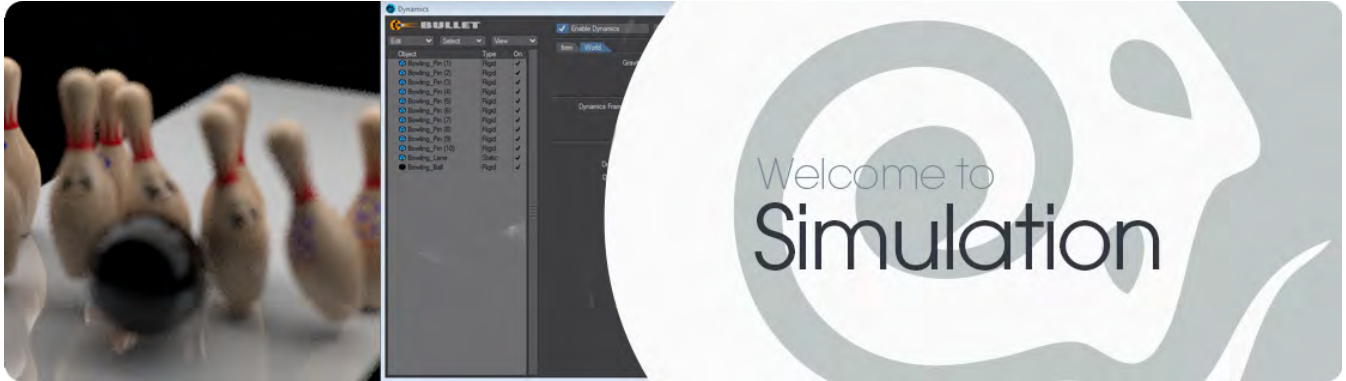 Dynamics
BULLET
Enable Dynamics
Edit Select View
Item World
Object Type On
Bowling_Pin (1) Rigid
Bowling_Pin (2) Rigid
Bowling_Pin (3) Rigid
Bowling_Pin (4) Rigid
Bowling_Pin (5) Rigid
Bowling_Pin (6) Rigid
Bowling_Pin (7) Rigid
Bowling_Pin (8) Rigid
Bowling_Pin (9) Rigid
Bowling_Pin (10) Rigid
Bowling_Lane Static
Bowling_Ball Rigid
Dynamics
Welcome to
Simulation